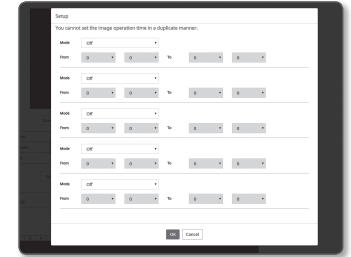 Setup
You cannot set the image operation time in a duplicate manner.
Mode Off
From 0 0 To 0 0
Mode Off
From 0 0 To 0 0
Mode Off
From 0 0 To 0 0
Mode Off
From 0 0 To 0 0
Mode Off
From 0 0 To 0 0
OK Cancel